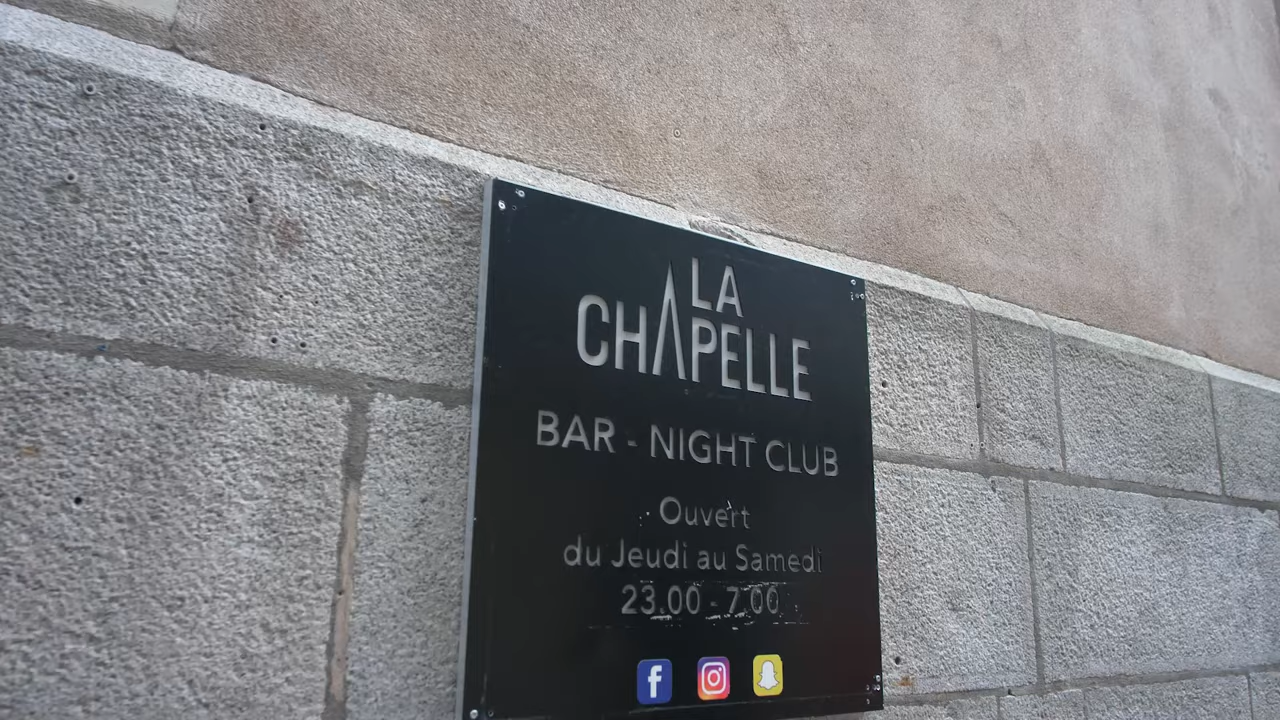 LA
CHAPELLE
BAR - NIGHT CLUB
Ouvert
du Jeudi au Samedi
23.00 - 7.00